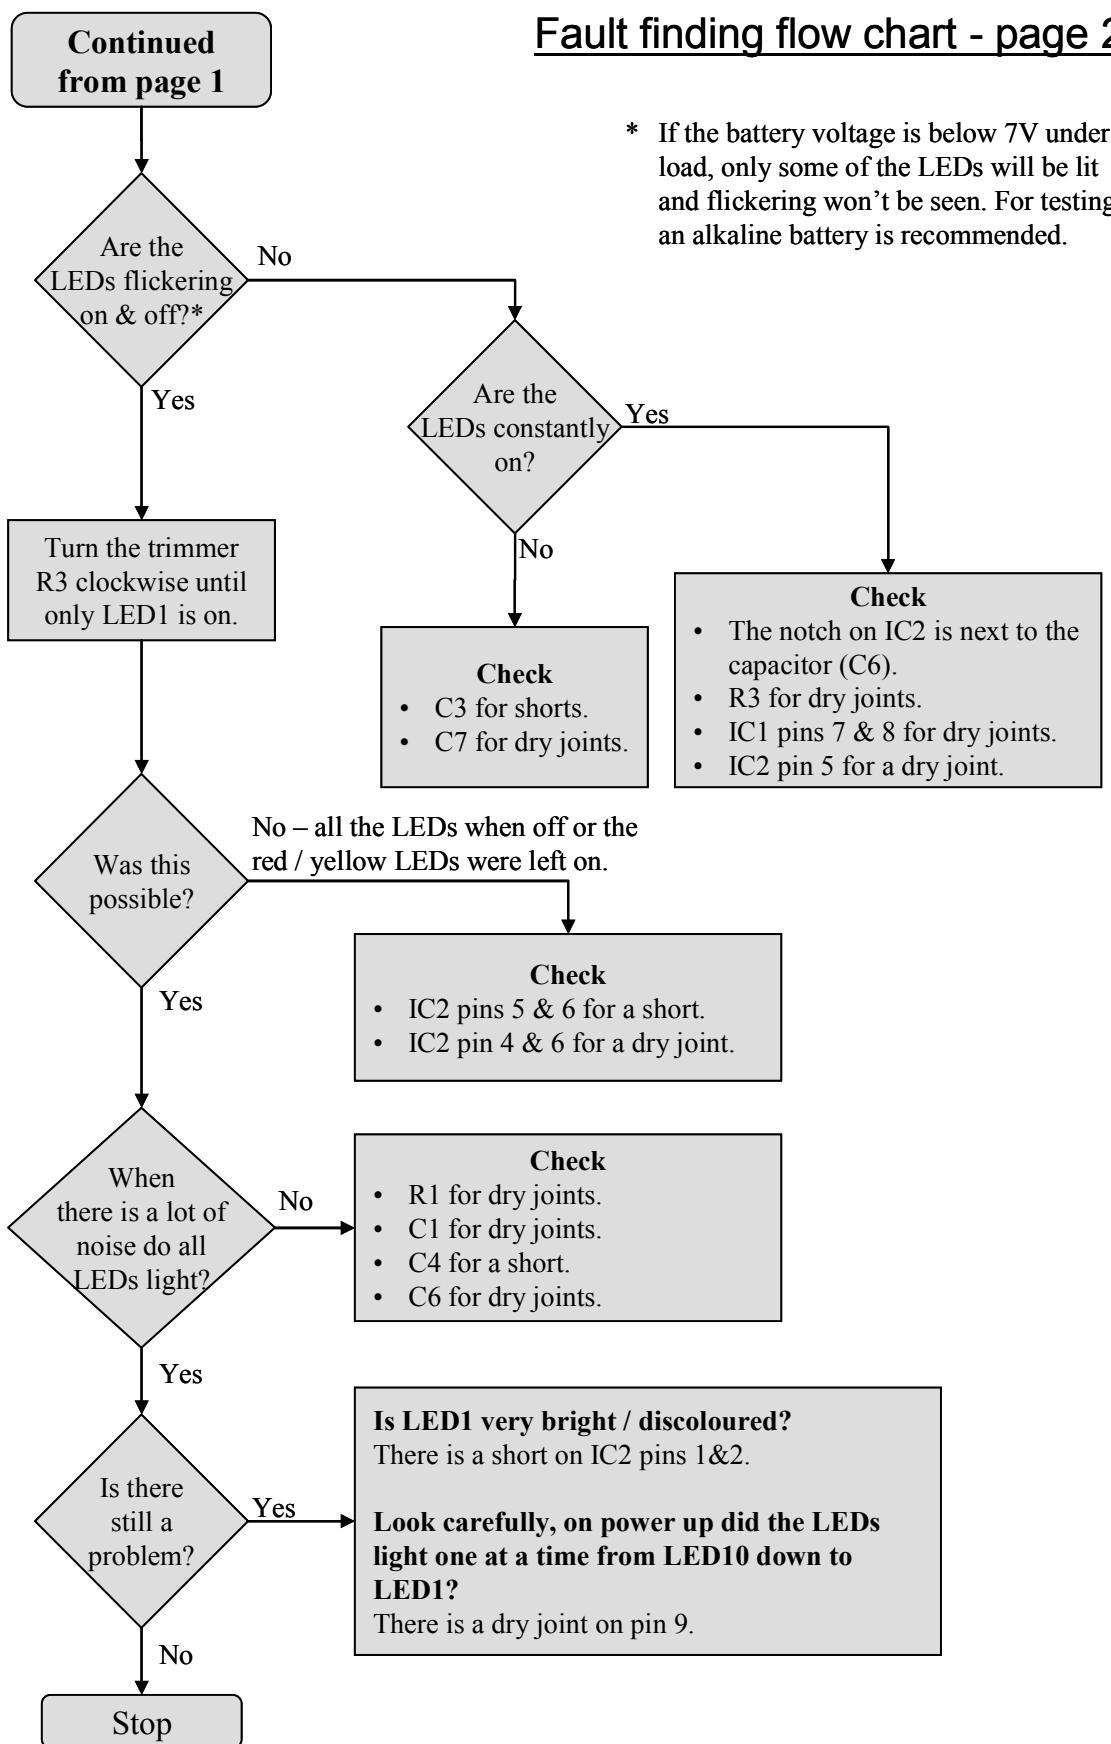 Continued
from page 1
Fault finding flow chart - page 2
* If the battery voltage is below 7V under
load, only some of the LEDs will be lit
and flickering won’t be seen. For testing
an alkaline battery is recommended.
Are the
LEDs flickering
on & off?*
No
Yes
Are the
LEDs constantly
on?
Yes
No
Turn the trimmer
R3 clockwise until
only LED1 is on.
Check
• C3 for shorts.
• C7 for dry joints.
Check
• The notch on IC2 is next to the
capacitor (C6).
• R3 for dry joints.
• IC1 pins 7 & 8 for dry joints.
• IC2 pin 5 for a dry joint.
Was this
possible?
No – all the LEDs when off or the
red / yellow LEDs were left on.
Yes
Check
• IC2 pins 5 & 6 for a short.
• IC2 pin 4 & 6 for a dry joint.
When
there is a lot of
noise do all
LEDs light?
No
Yes
Check
• R1 for dry joints.
• C1 for dry joints.
• C4 for a short.
• C6 for dry joints.
Is there
still a
problem?
Yes
No
Is LED1 very bright / discoloured?
There is a short on IC2 pins 1&2.
Look carefully, on power up did the LEDs
light one at a time from LED10 down to
LED1?
There is a dry joint on pin 9.
Stop